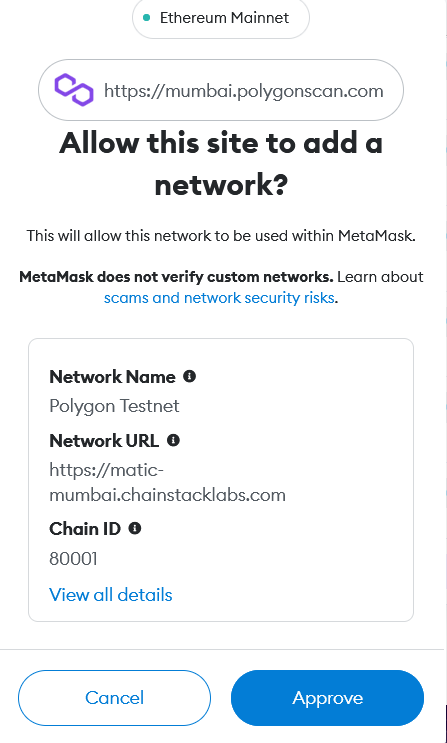 Ethereum Mainnet
https://mumbai.polygonscan.com
Allow this site to add a
network?
This will allow this network to be used within MetaMask.
MetaMask does not verify custom networks. Learn about
scams and network security risks.
Network Name
Polygon Testnet
Network URL
https://matic-
mumbai.chainstacklabs.com
Chain ID
80001
View all details
Cancel
Approve